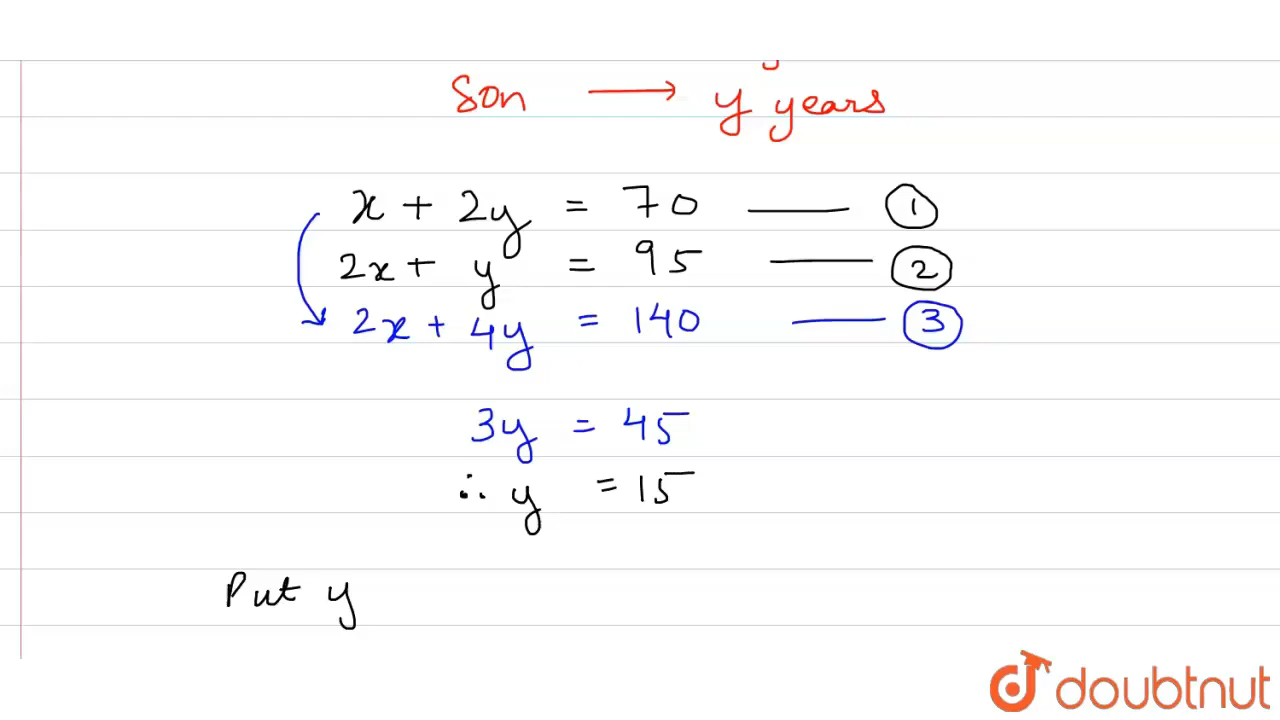 Son ⟶ y years
x + 2y = 70 —— ①
2x + y = 95 —— ②
2x + 4y = 140 —— ③
3y = 45
∴ y = 15
Put y
doubtnut